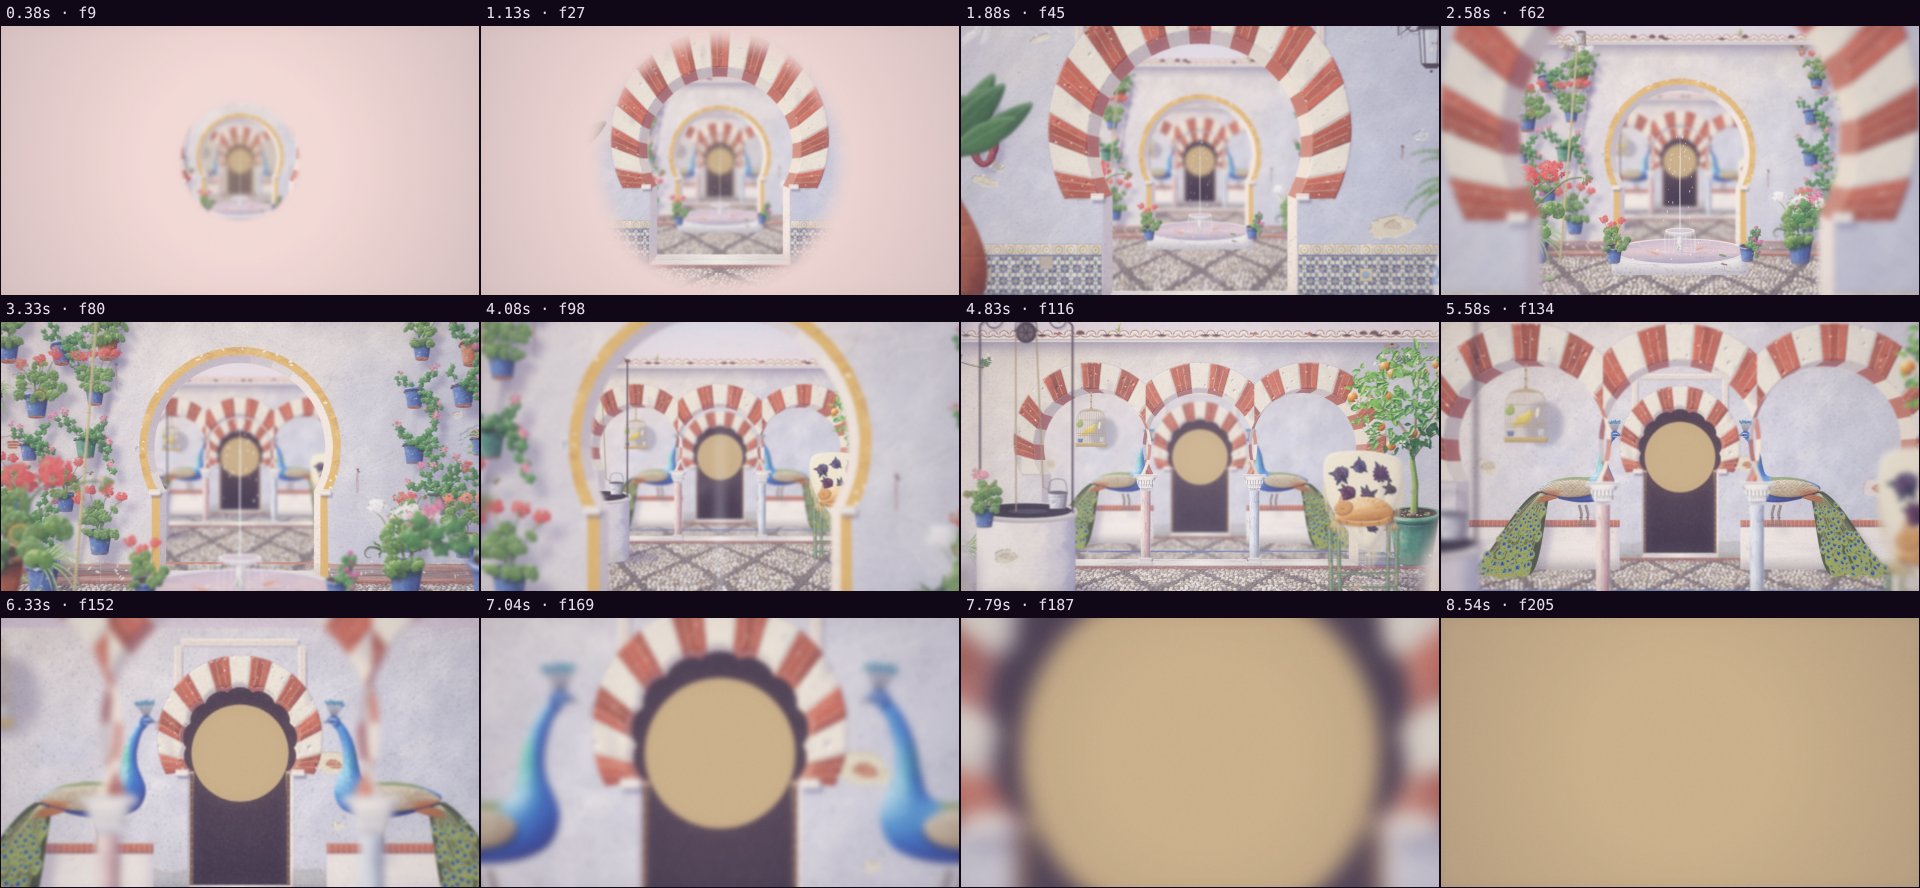 0.38s · f9
1.13s · f27
1.88s · f45
2.58s · f62
3.33s · f80
4.08s · f98
4.83s · f116
5.58s · f134
6.33s · f152
7.04s · f169
7.79s · f187
8.54s · f205